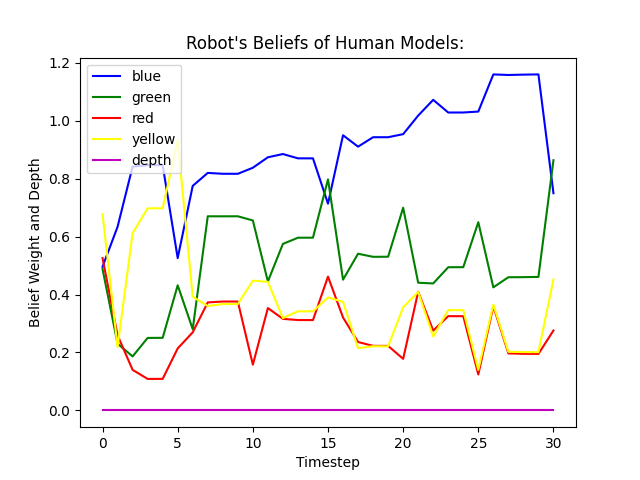 Robot's Beliefs of Human Models:
1.2
1.0
0.8
0.6
0.4
0.2
0.0
Belief Weight and Depth
blue
green
red
yellow
depth
0 5 10 15 20 25 30
Timestep